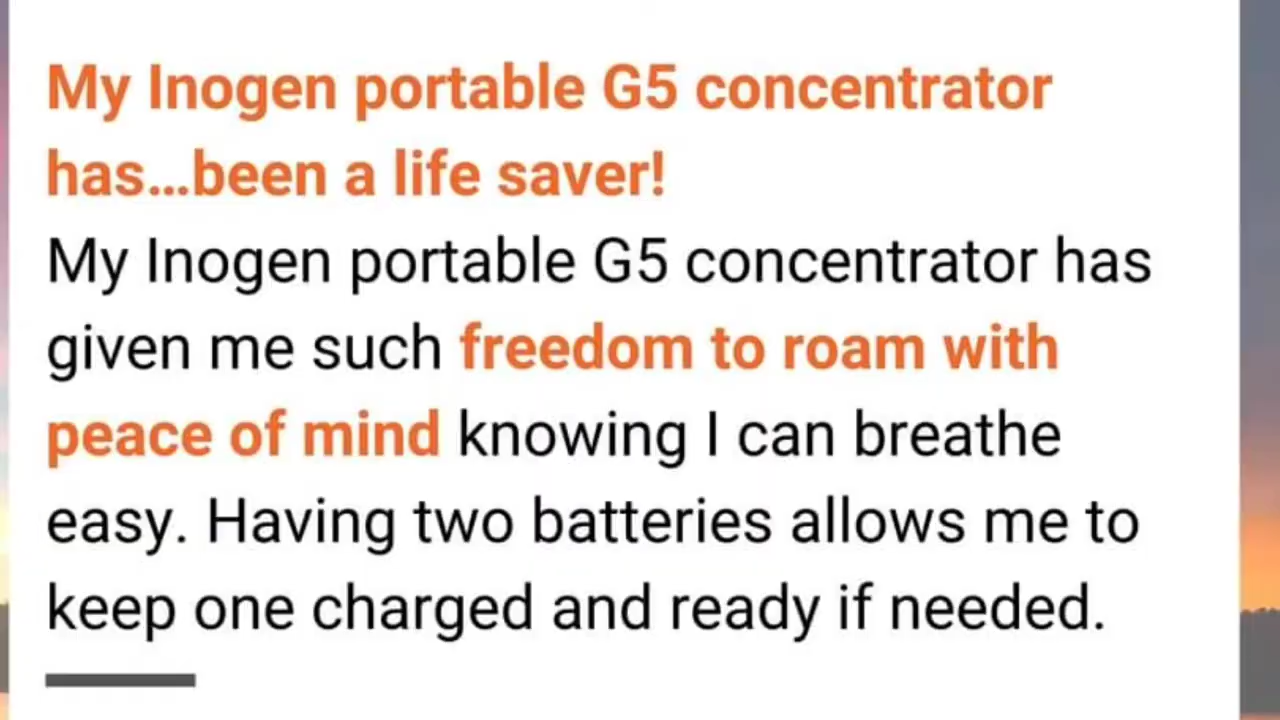 My Inogen portable G5 concentrator
has...been a life saver!
My Inogen portable G5 concentrator has
given me such freedom to roam with
peace of mind knowing I can breathe
easy. Having two batteries allows me to
keep one charged and ready if needed.